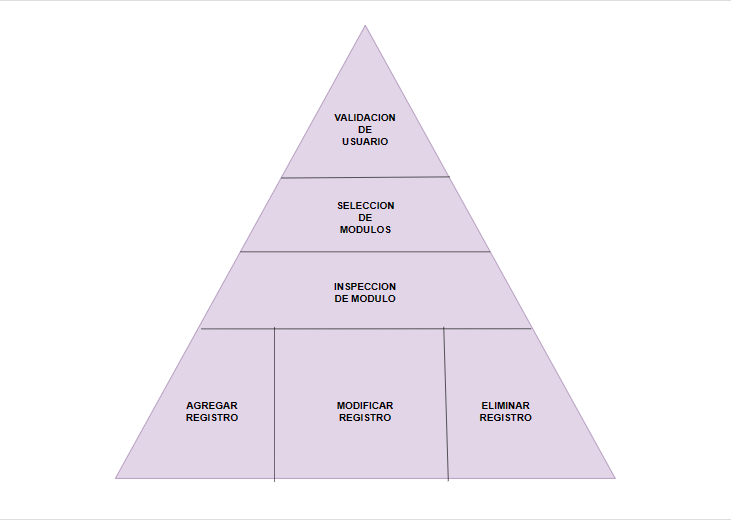 VALIDACION
DE
USUARIO
SELECCION
DE
MODULOS
INSPECCION
DE MODULO
AGREGAR
REGISTRO
MODIFICAR
REGISTRO
ELIMINAR
REGISTRO